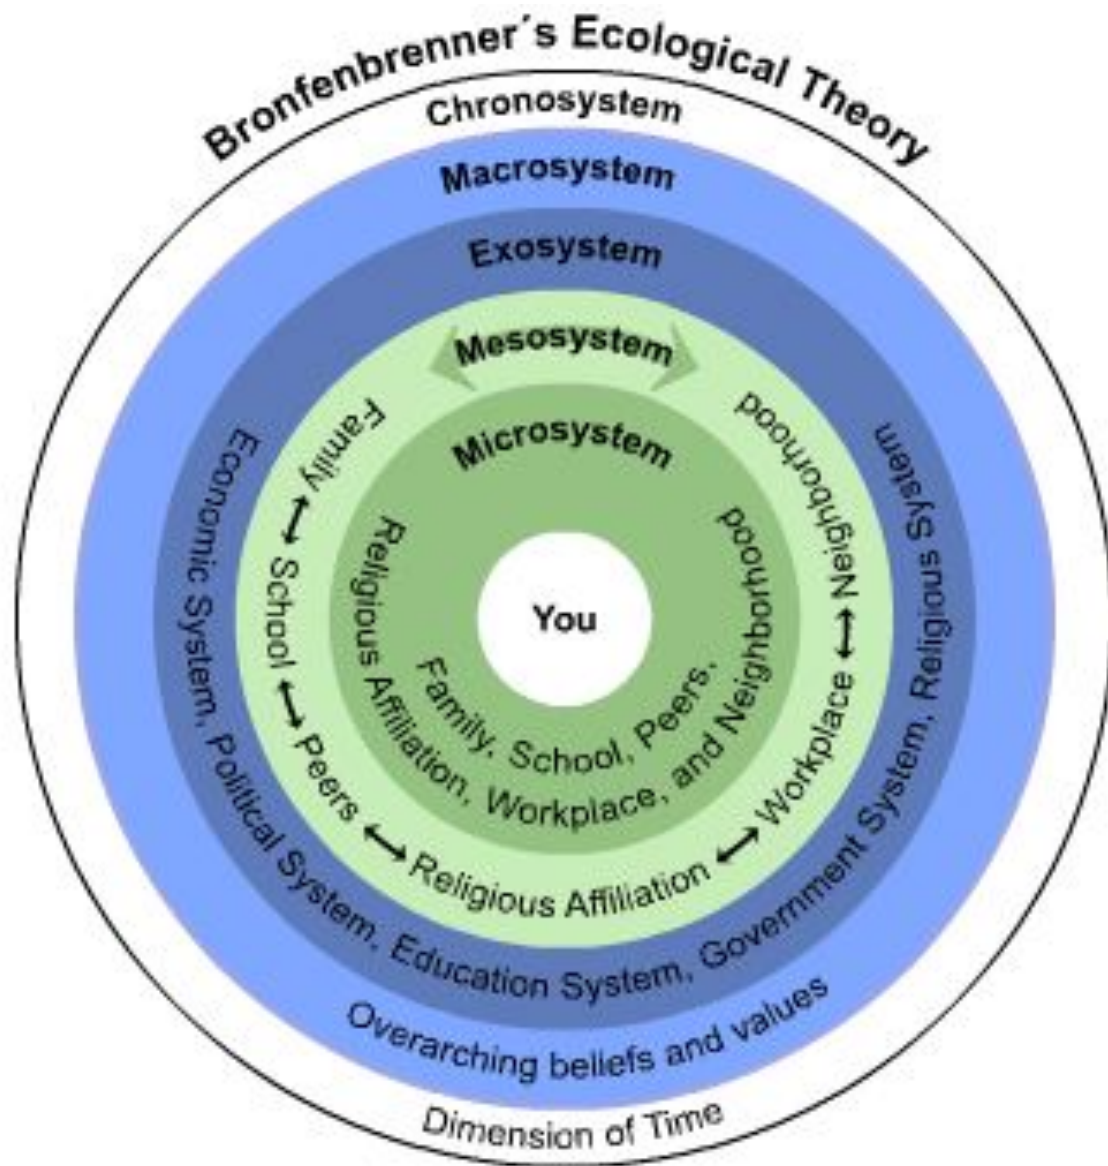 Bronfenbrenner´s Ecological Theory
Chronosystem
Macrosystem
Exosystem
Mesosystem
Microsystem
You
Family, School, Peers,
Religious Affiliation, Workplace, and Neighborhood
Family ↔ School ↔ Peers ↔ Religious Affiliation ↔ Workplace ↔ Neighborhood
Economic System, Political System, Education System, Government System, Religious System
Overarching beliefs and values
Dimension of Time